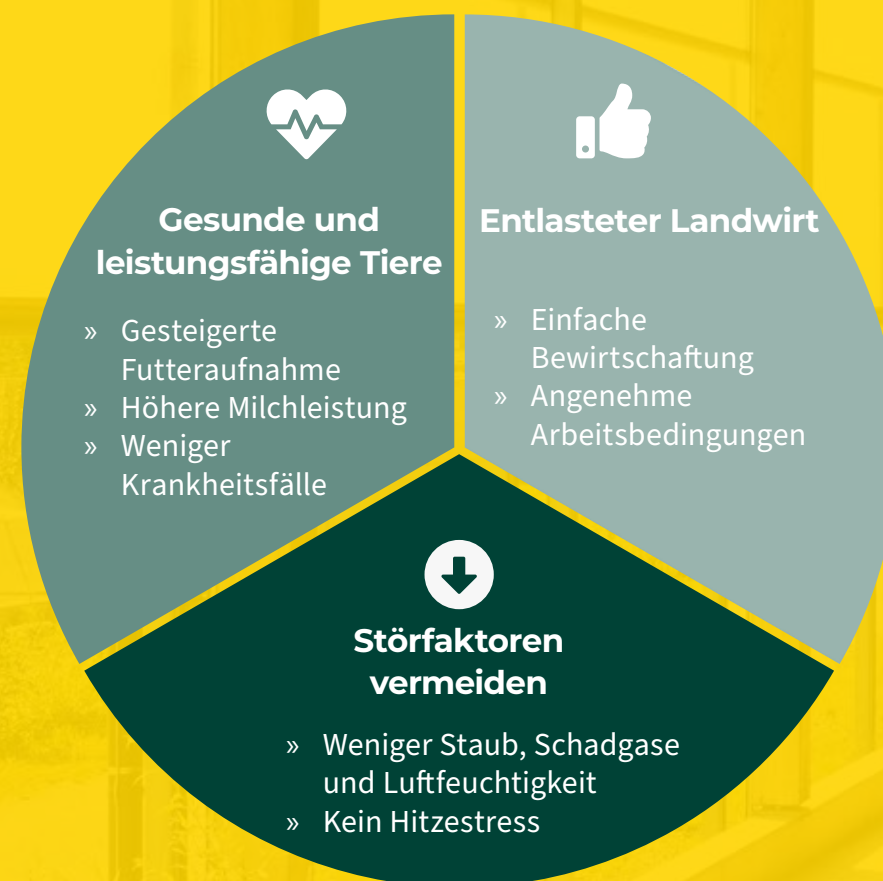 Gesunde und
leistungsfähige Tiere
» Gesteigerte
Futteraufnahme
» Höhere Milchleistung
» Weniger
Krankheitsfälle
Entlasteter Landwirt
» Einfache
Bewirtschaftung
» Angenehme
Arbeitsbedingungen
Störfaktoren
vermeiden
» Weniger Staub, Schadgase
und Luftfeuchtigkeit
» Kein Hitzestress